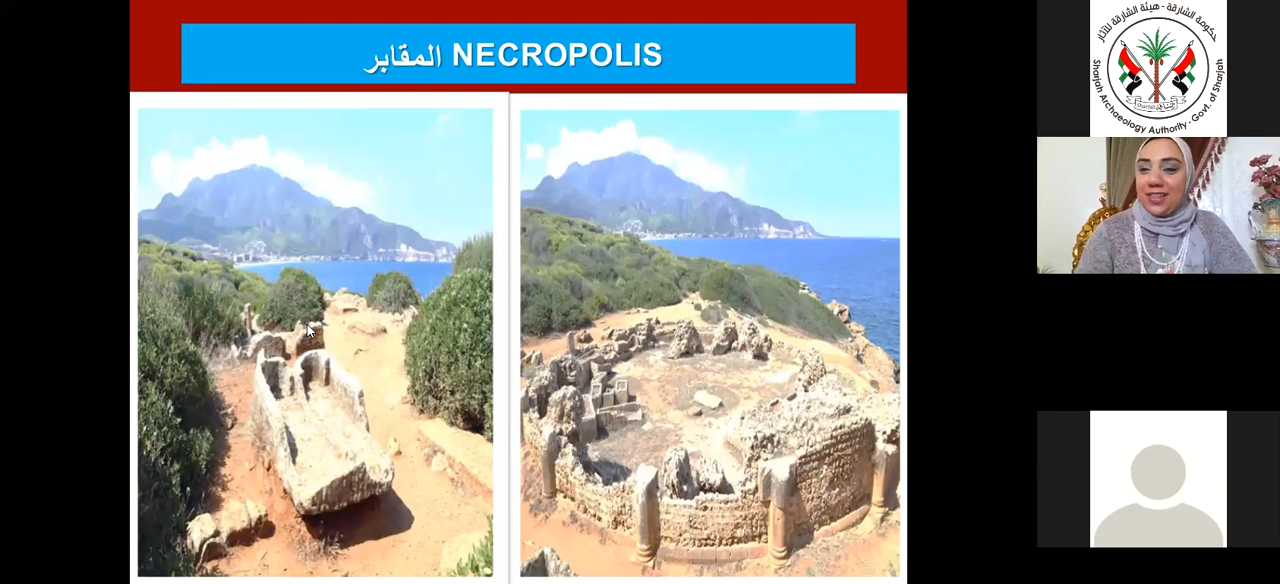 NECROPOLIS المقابر
حكومة الشارقة - هيئة الشارقة للآثار
Sharjah Archaeology Authority - Govt. of Sharjah